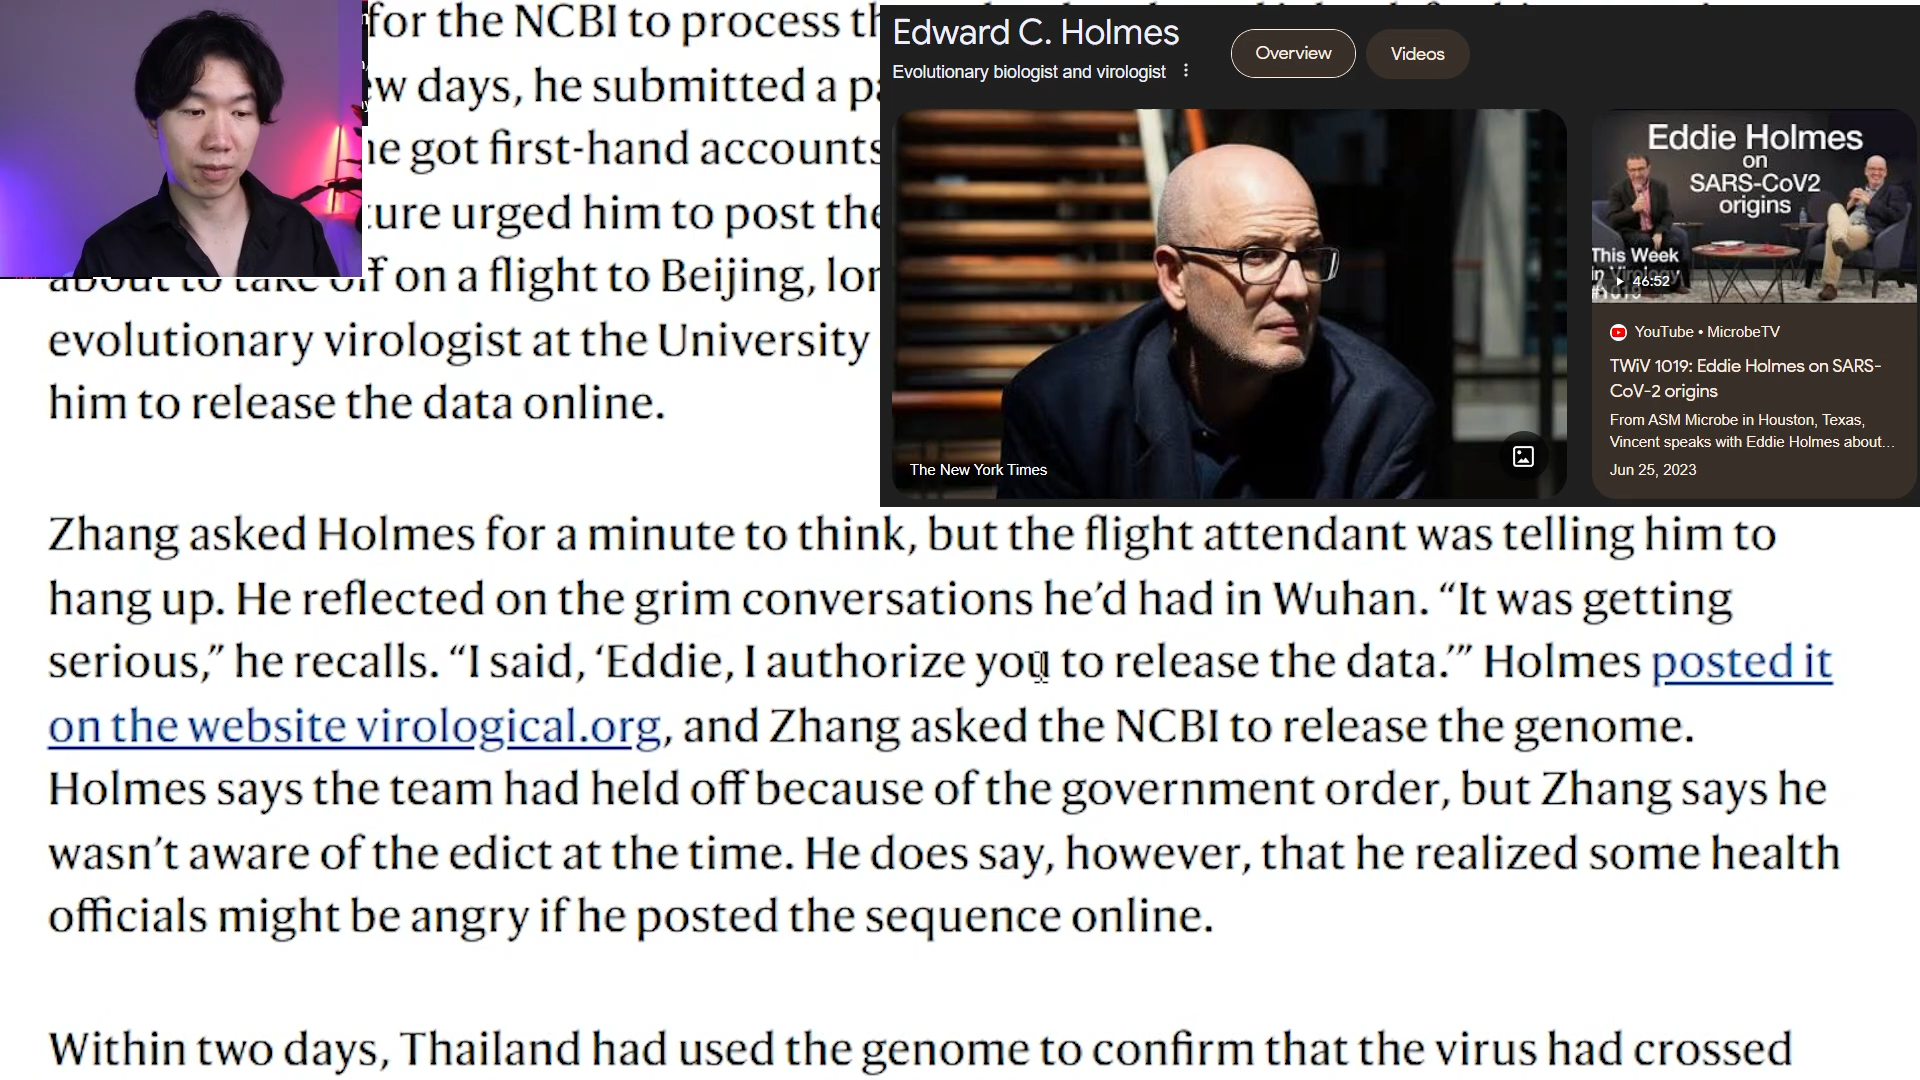 for the NCBI to process
ew days, he submitted a
he got first-hand accounts
ture urged him to post the
about to take off on a flight to Beijing,
evolutionary virologist at the University
him to release the data online.
Edward C. Holmes
Evolutionary biologist and virologist
Overview
Videos
The New York Times
Eddie Holmes
on
SARS-CoV2
origins
This Week
in Virology
#1019
46:52
YouTube • MicrobeTV
TWiV 1019: Eddie Holmes on SARS-
CoV-2 origins
From ASM Microbe in Houston, Texas,
Vincent speaks with Eddie Holmes about...
Jun 25, 2023
Zhang asked Holmes for a minute to think, but the flight attendant was telling him to
hang up. He reflected on the grim conversations he’d had in Wuhan. “It was getting
serious,” he recalls. “I said, ‘Eddie, I authorize you to release the data.’” Holmes posted it
on the website virological.org, and Zhang asked the NCBI to release the genome.
Holmes says the team had held off because of the government order, but Zhang says he
wasn’t aware of the edict at the time. He does say, however, that he realized some health
officials might be angry if he posted the sequence online.
Within two days, Thailand had used the genome to confirm that the virus had crossed